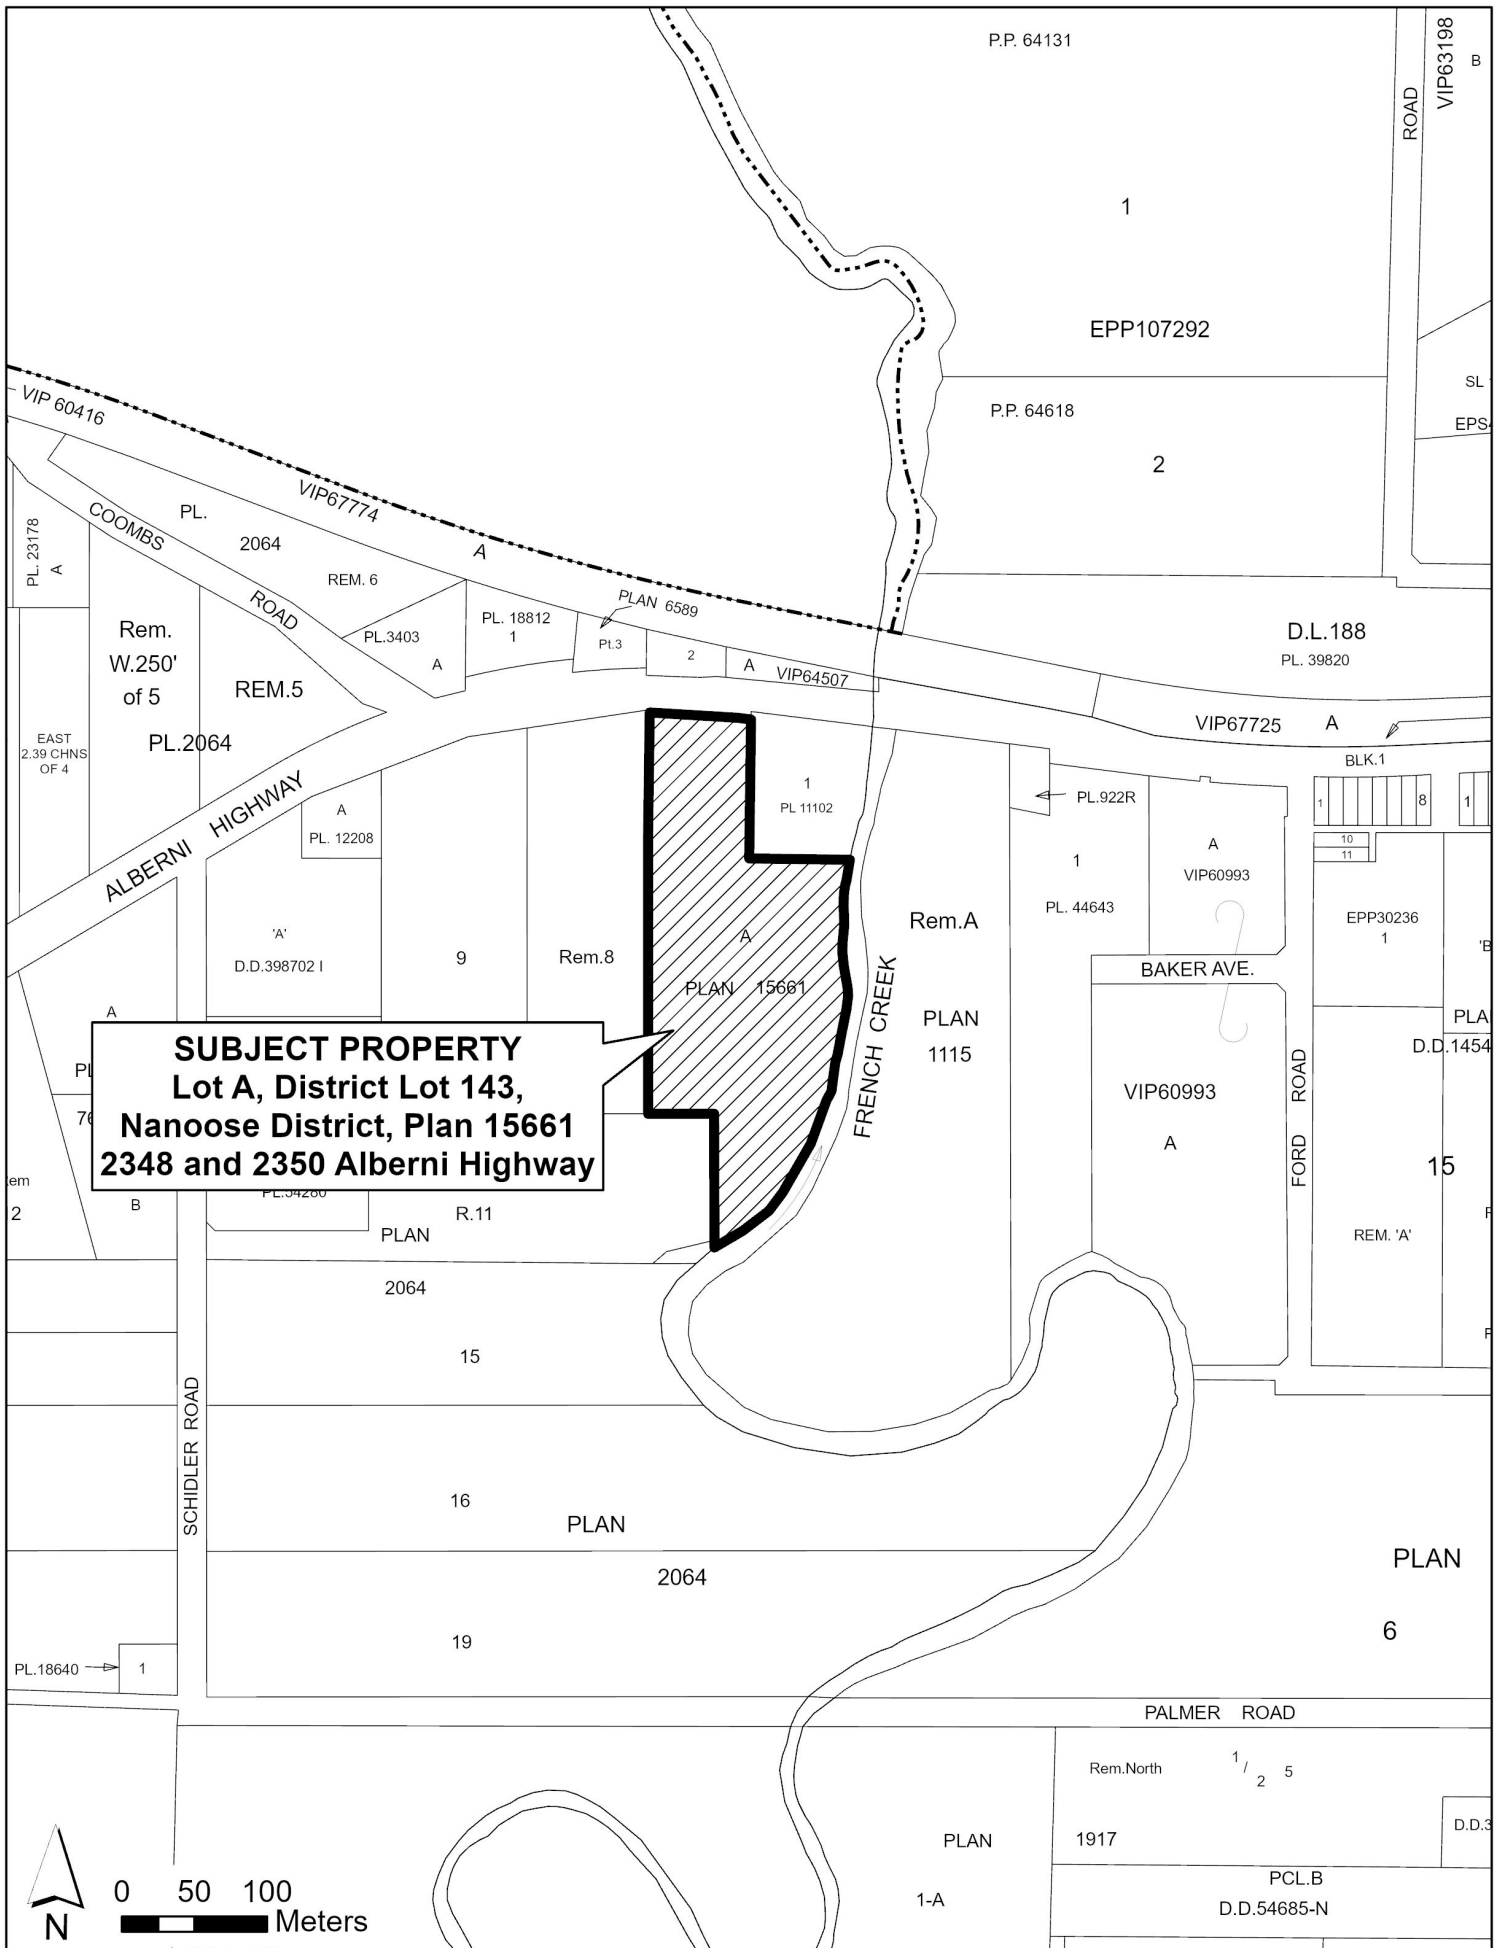 P.P. 64131
VIP63198
B
ROAD
1
EPP107292
P.P. 64618
SL
2
VIP 60416
VIP67774
A
COOMBS
ROAD
PL.
2064
REM. 6
PL. 23178
A
PL.3403
A
PL. 18812
1
Pt.3
PLAN 6589
2
A
VIP64507
D.L.188
PL. 39820
Rem.
W.250'
of 5
REM.5
PL.2064
EAST
2.39 CHNS
OF 4
VIP67725
A
BLK.1
1
8
1
10
11
1
PL 11102
PL.922R
ALBERNI HIGHWAY
A
PL. 12208
'A'
D.D.398702 I
9
Rem.8
A
PLAN 15661
FRENCH CREEK
Rem.A
PLAN
1115
1
PL. 44643
A
VIP60993
EPP30236
1
BAKER AVE.
A
D.D.1454
SUBJECT PROPERTY
Lot A, District Lot 143,
Nanoose District, Plan 15661
2348 and 2350 Alberni Highway
VIP60993
A
FORD ROAD
15
REM. 'A'
2
B
PL.54280
R.11
PLAN
2064
15
SCHIDLER ROAD
16
PLAN
2064
PLAN
6
19
PL.18640
1
PALMER ROAD
Rem.North
1/2 5
PLAN
1917
D.D.3
1-A
PCL.B
D.D.54685-N
N
0 50 100
Meters